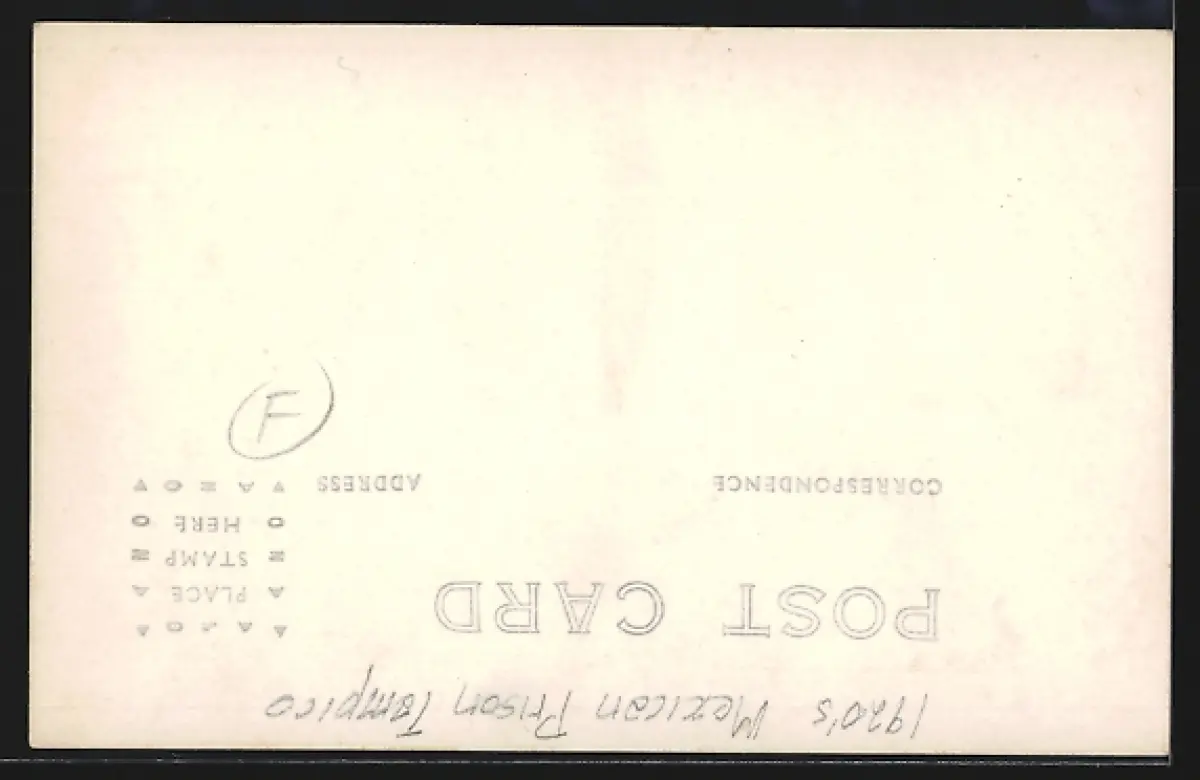 1920's Mexican Prison Tampico
POST CARD
PLACE
STAMP
HERE
CORRESPONDENCE
ADDRESS
F